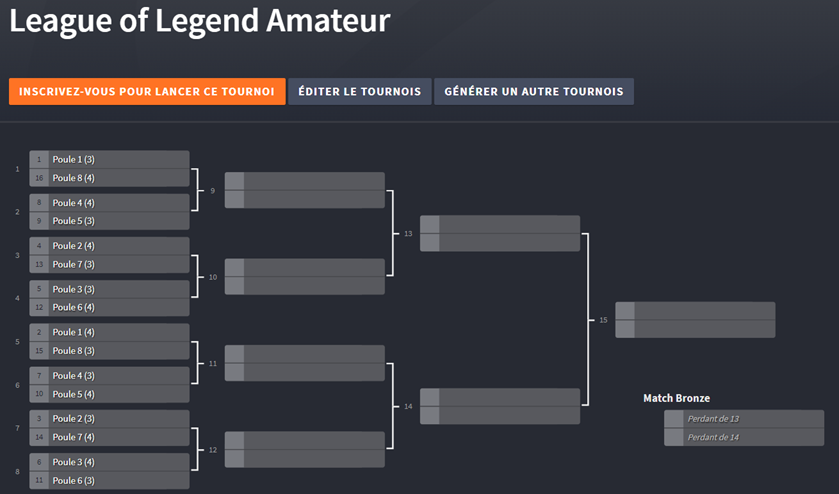 League of Legend Amateur
INSCRIVEZ-VOUS POUR LANCER CE TOURNOI
ÉDITER LE TOURNOIS
GÉNÉRER UN AUTRE TOURNOIS
1
1 Poule 1 (3)
16 Poule 8 (4)
2
8 Poule 4 (4)
9 Poule 5 (3)
3
4 Poule 2 (4)
13 Poule 7 (3)
4
5 Poule 3 (3)
12 Poule 6 (4)
5
2 Poule 1 (4)
15 Poule 8 (3)
6
7 Poule 4 (3)
10 Poule 5 (4)
7
3 Poule 2 (3)
14 Poule 7 (4)
8
6 Poule 3 (4)
11 Poule 6 (3)
9
10
11
12
13
14
15
Match Bronze
Perdant de 13
Perdant de 14